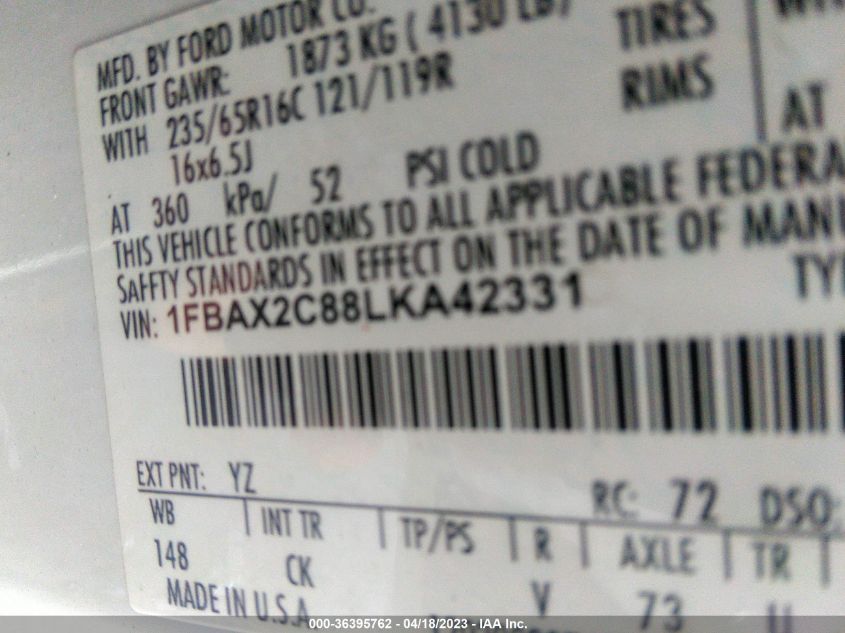 MFD. BY FORD MOTOR CO.
FRONT GAWR: 1873 KG ( 4130 LB)
WITH 235/65R16C 121/119R TIRES
16x6.5J RIMS
AT 360 kPa/ 52 PSI COLD AT
THIS VEHICLE CONFORMS TO ALL APPLICABLE FEDERA
SAFFTY STANDARDS IN EFFECT ON THE DATE OF MANU
VIN: 1FBAX2C88LKA42331 TYP
EXT PNT: YZ RC: 72 DSO:
WB INT TR TP/PS R AXLE TR
148 CK V 73
MADE IN U.S.A
000-36395762 - 04/18/2023 - IAA Inc.